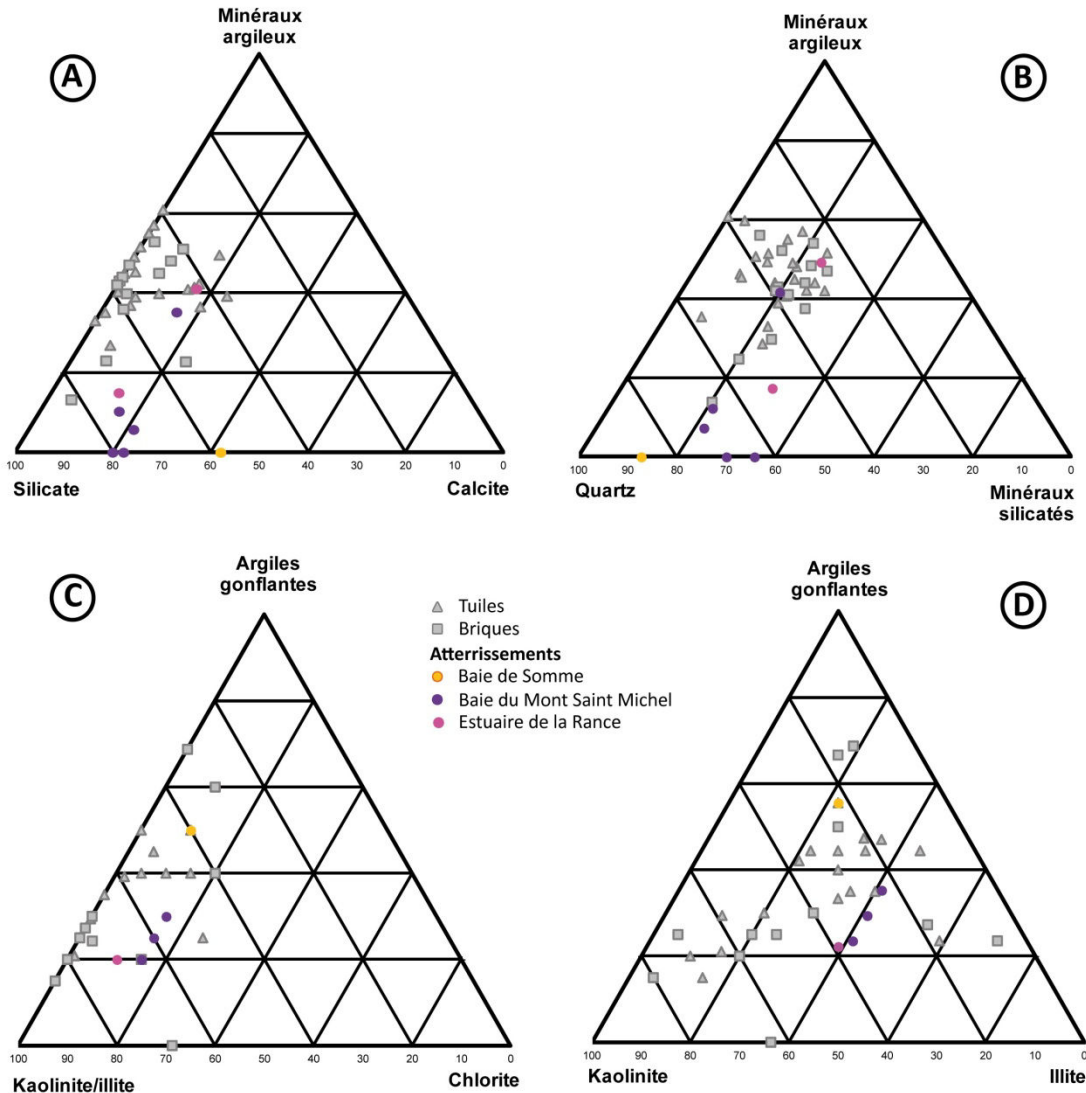 Minéraux
argileux
A
100 90 80 70 60 50 40 30 20 10 0
Silicate Calcite
Minéraux
argileux
B
100 90 80 70 60 50 40 30 20 10 0
Quartz Minéraux
silicatés
Argiles
gonflantes
C
100 90 80 70 60 50 40 30 20 10 0
Kaolinite/illite Chlorite
Tuiles
Briques
Atterrissements
Baie de Somme
Baie du Mont Saint Michel
Estuaire de la Rance
Argiles
gonflantes
D
100 90 80 70 60 50 40 30 20 10 0
Kaolinite Illite